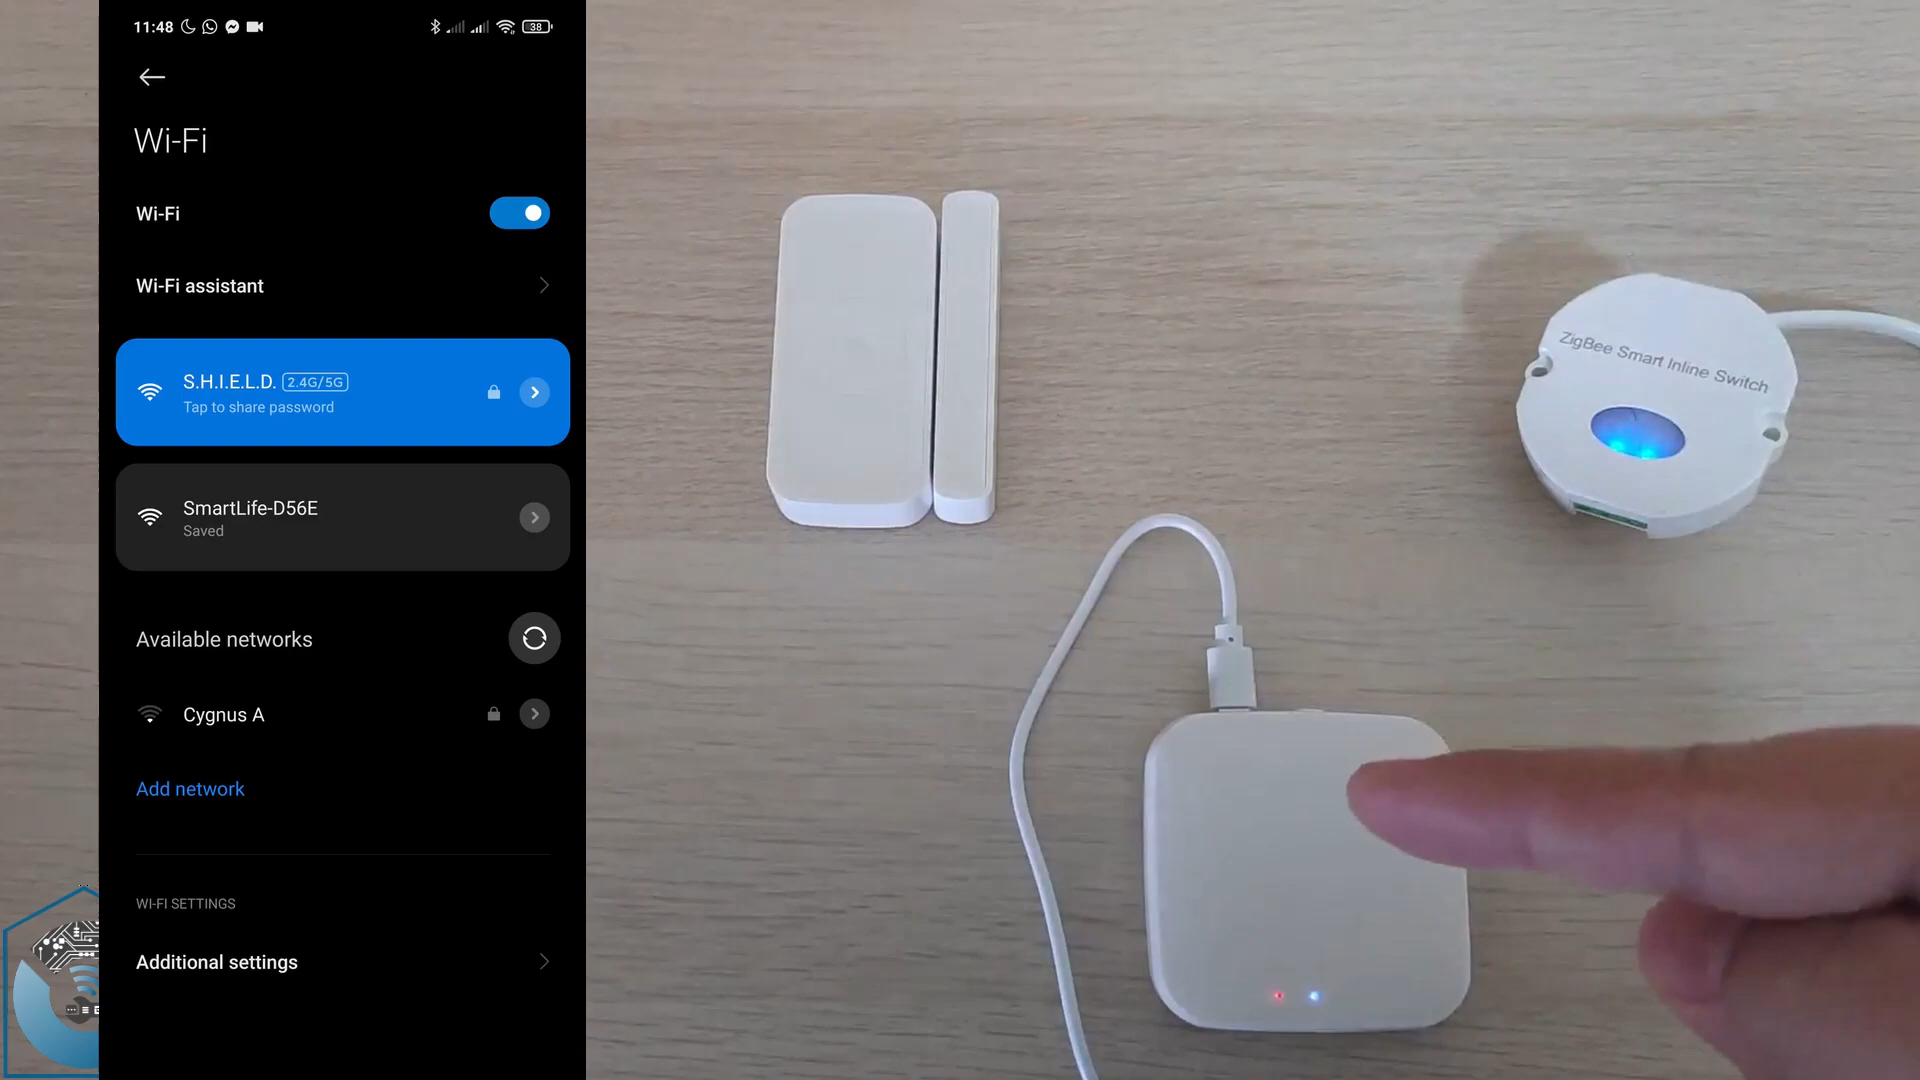 11:48
38
Wi-Fi
Wi-Fi
Wi-Fi assistant
S.H.I.E.L.D. 2.4G/5G
Tap to share password
SmartLife-D56E
Saved
Available networks
Cygnus A
Add network
WI-FI SETTINGS
Additional settings
ZigBee Smart Inline Switch